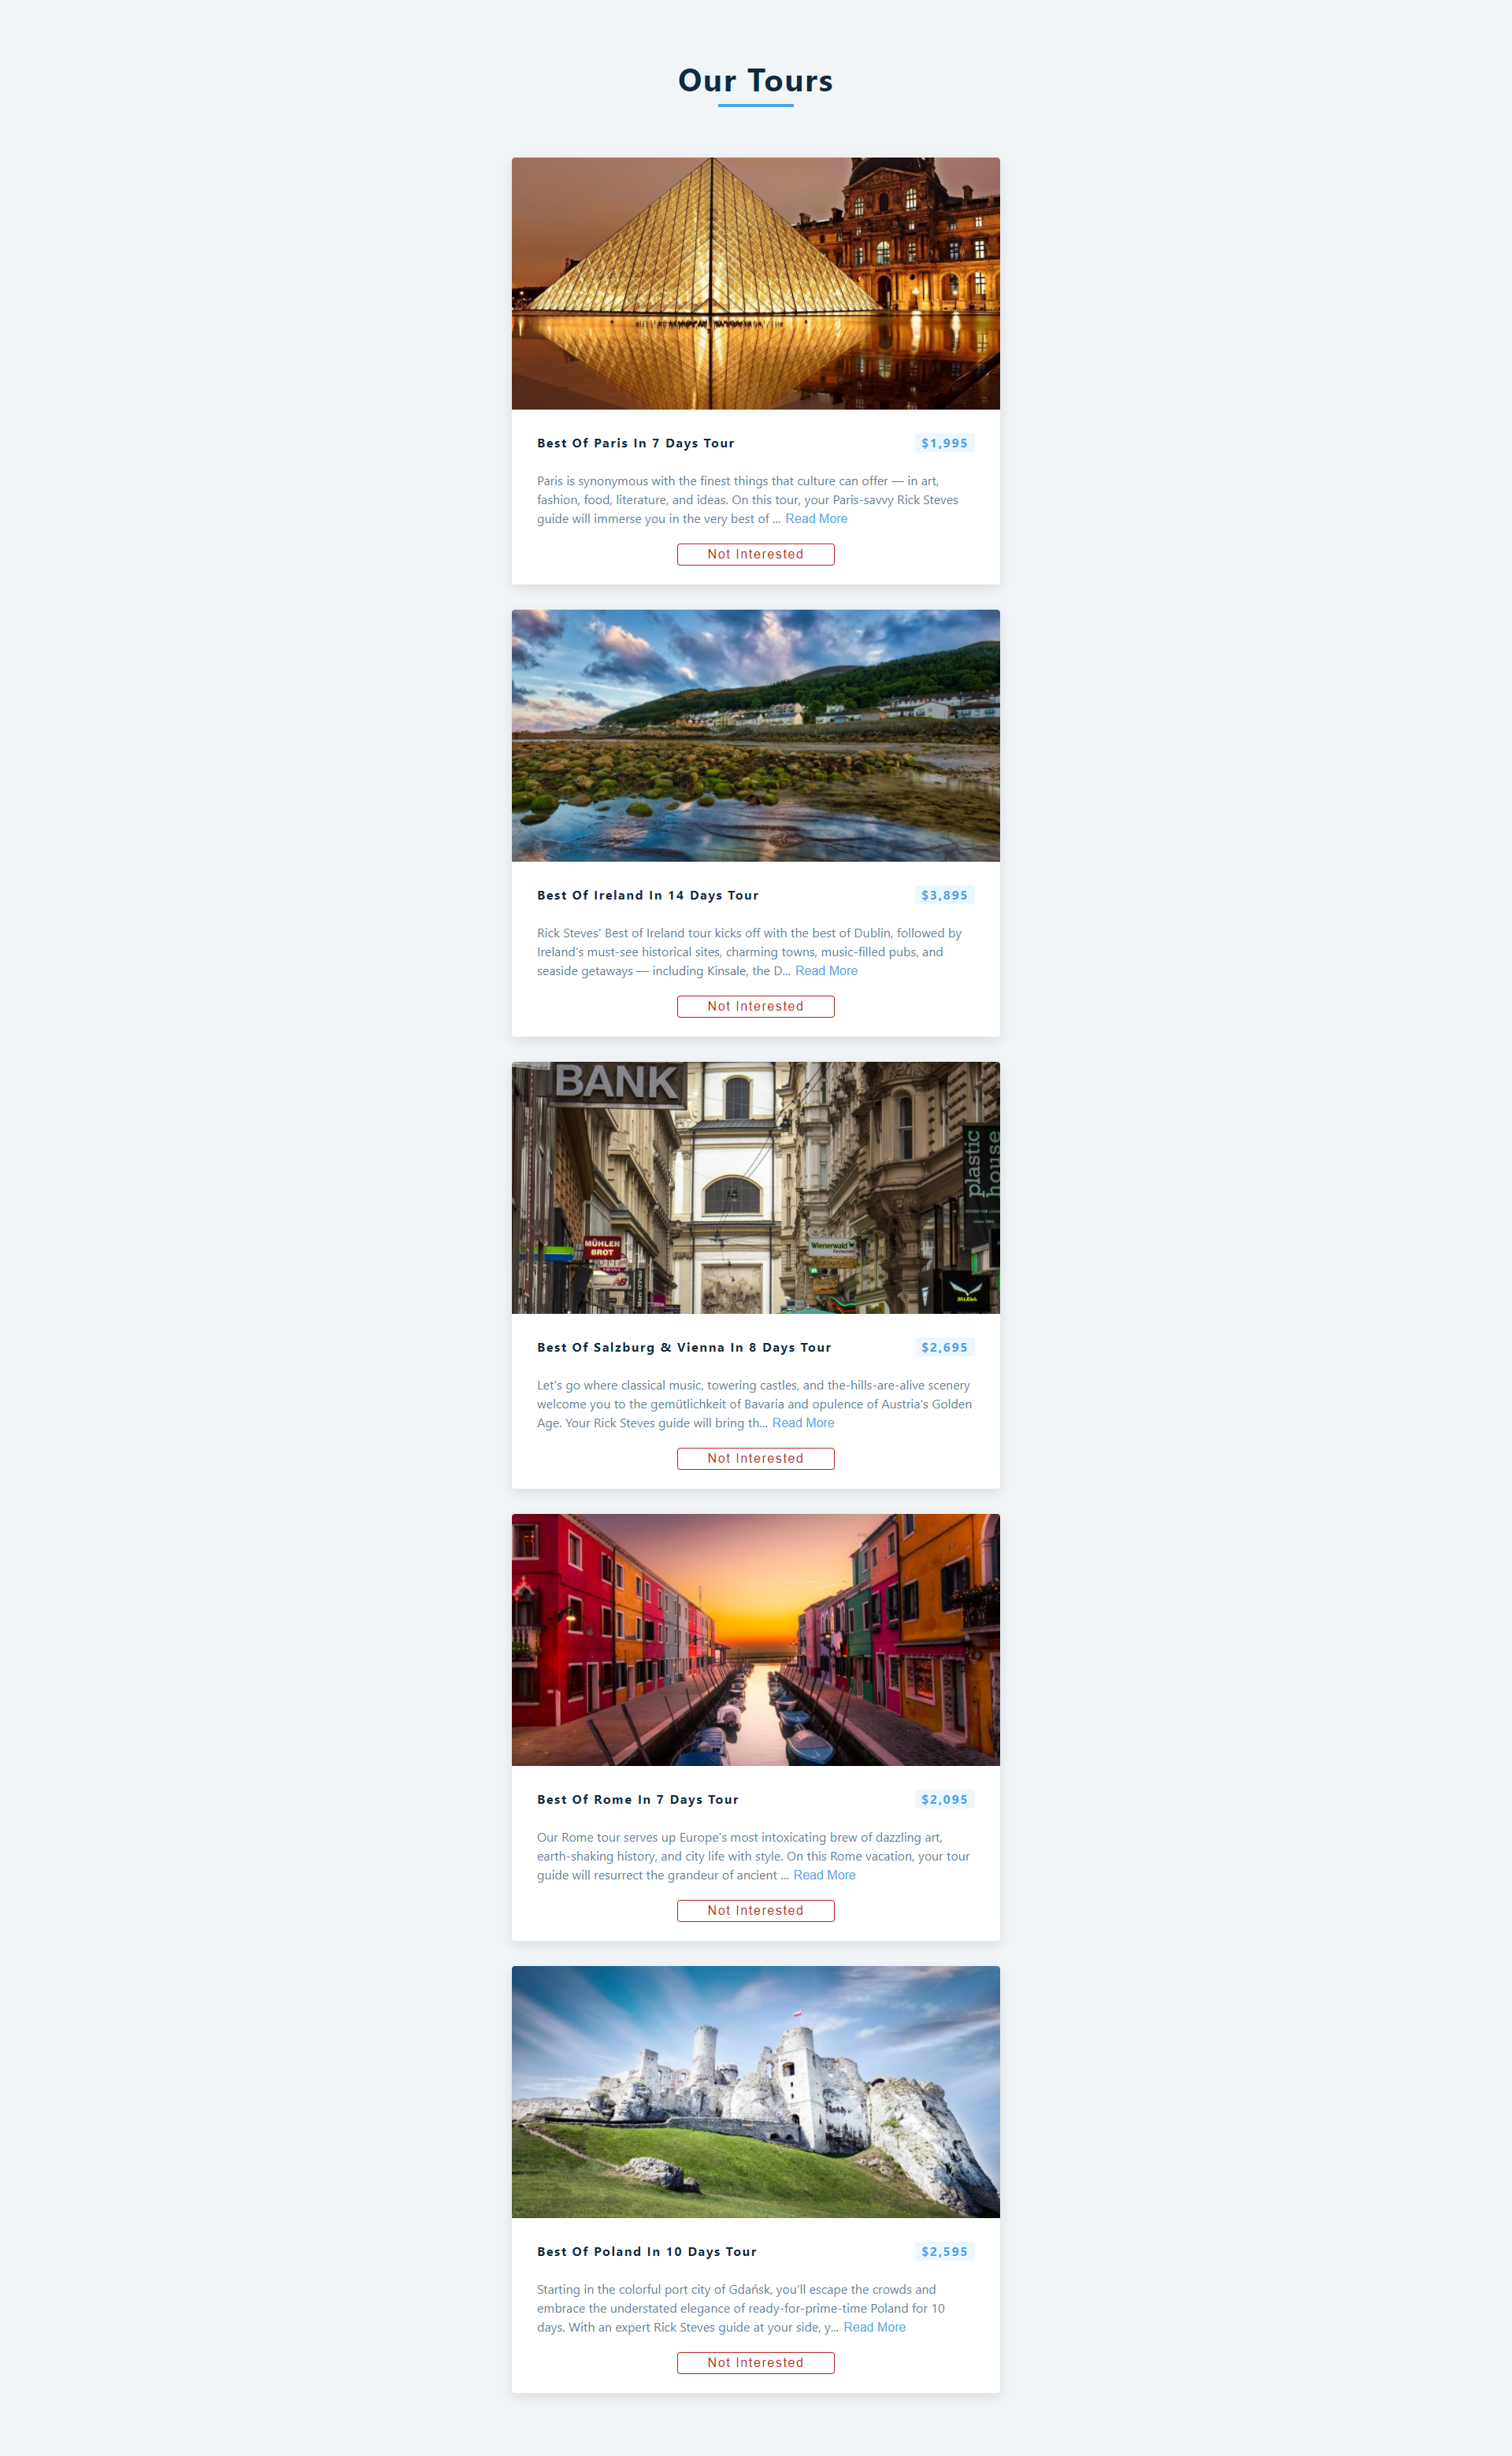 Our Tours
Best Of Paris In 7 Days Tour
$1,995
Paris is synonymous with the finest things that culture can offer — in art,
fashion, food, literature, and ideas. On this tour, your Paris-savvy Rick Steves
guide will immerse you in the very best of ... Read More
Not Interested
Best Of Ireland In 14 Days Tour
$3,895
Rick Steves' Best of Ireland tour kicks off with the best of Dublin, followed by
Ireland's must-see historical sites, charming towns, music-filled pubs, and
seaside getaways — including Kinsale, the D... Read More
Not Interested
BANK
plastic
house
MÜHLEN
BROT
Wienerwald
Best Of Salzburg & Vienna In 8 Days Tour
$2,695
Let's go where classical music, towering castles, and the-hills-are-alive scenery
welcome you to the gemütlichkeit of Bavaria and opulence of Austria's Golden
Age. Your Rick Steves guide will bring th... Read More
Not Interested
Best Of Rome In 7 Days Tour
$2,095
Our Rome tour serves up Europe's most intoxicating brew of dazzling art,
earth-shaking history, and city life with style. On this Rome vacation, your tour
guide will resurrect the grandeur of ancient ... Read More
Not Interested
Best Of Poland In 10 Days Tour
$2,595
Starting in the colorful port city of Gdańsk, you'll escape the crowds and
embrace the understated elegance of ready-for-prime-time Poland for 10
days. With an expert Rick Steves guide at your side, y... Read More
Not Interested